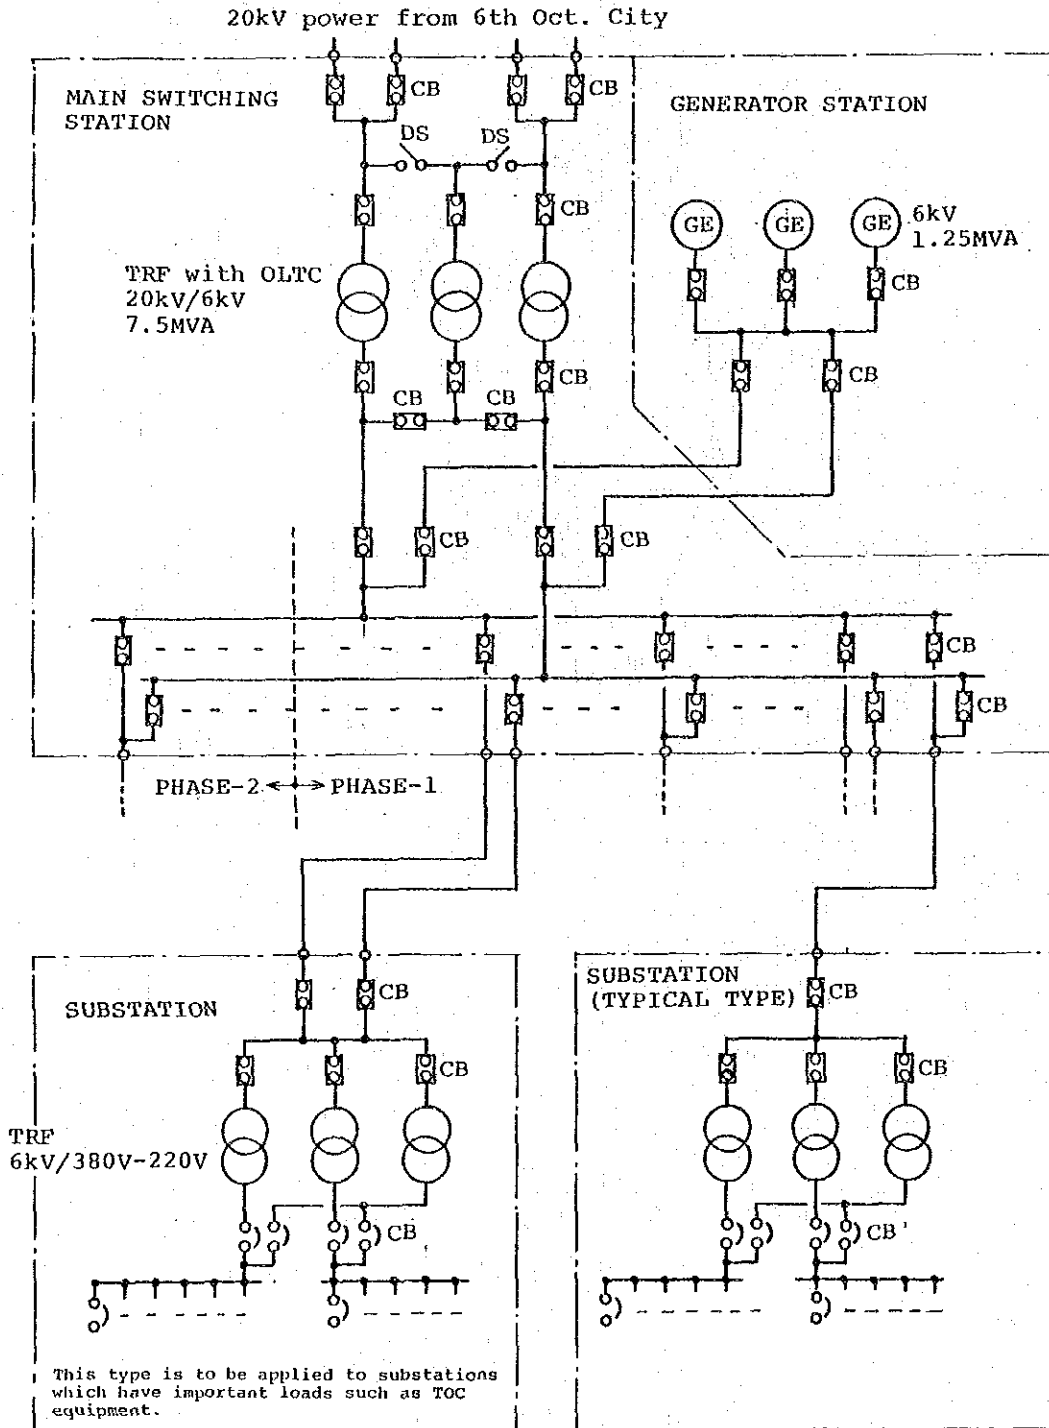 20kV power from 6th Oct. City
MAIN SWITCHING
STATION
CB
CB
GENERATOR STATION
DS
DS
CB
GE
GE
GE
6kV
1.25MVA
TRF with OLTC
20kV/6kV
7.5MVA
CB
CB
CB
CB
CB
CB
CB
CB
PHASE-2
PHASE-1
SUBSTATION
CB
SUBSTATION
(TYPICAL TYPE)
CB
CB
CB
TRF
6kV/380V-220V
CB
CB
This type is to be applied to substations
which have important loads such as TOC
equipment.